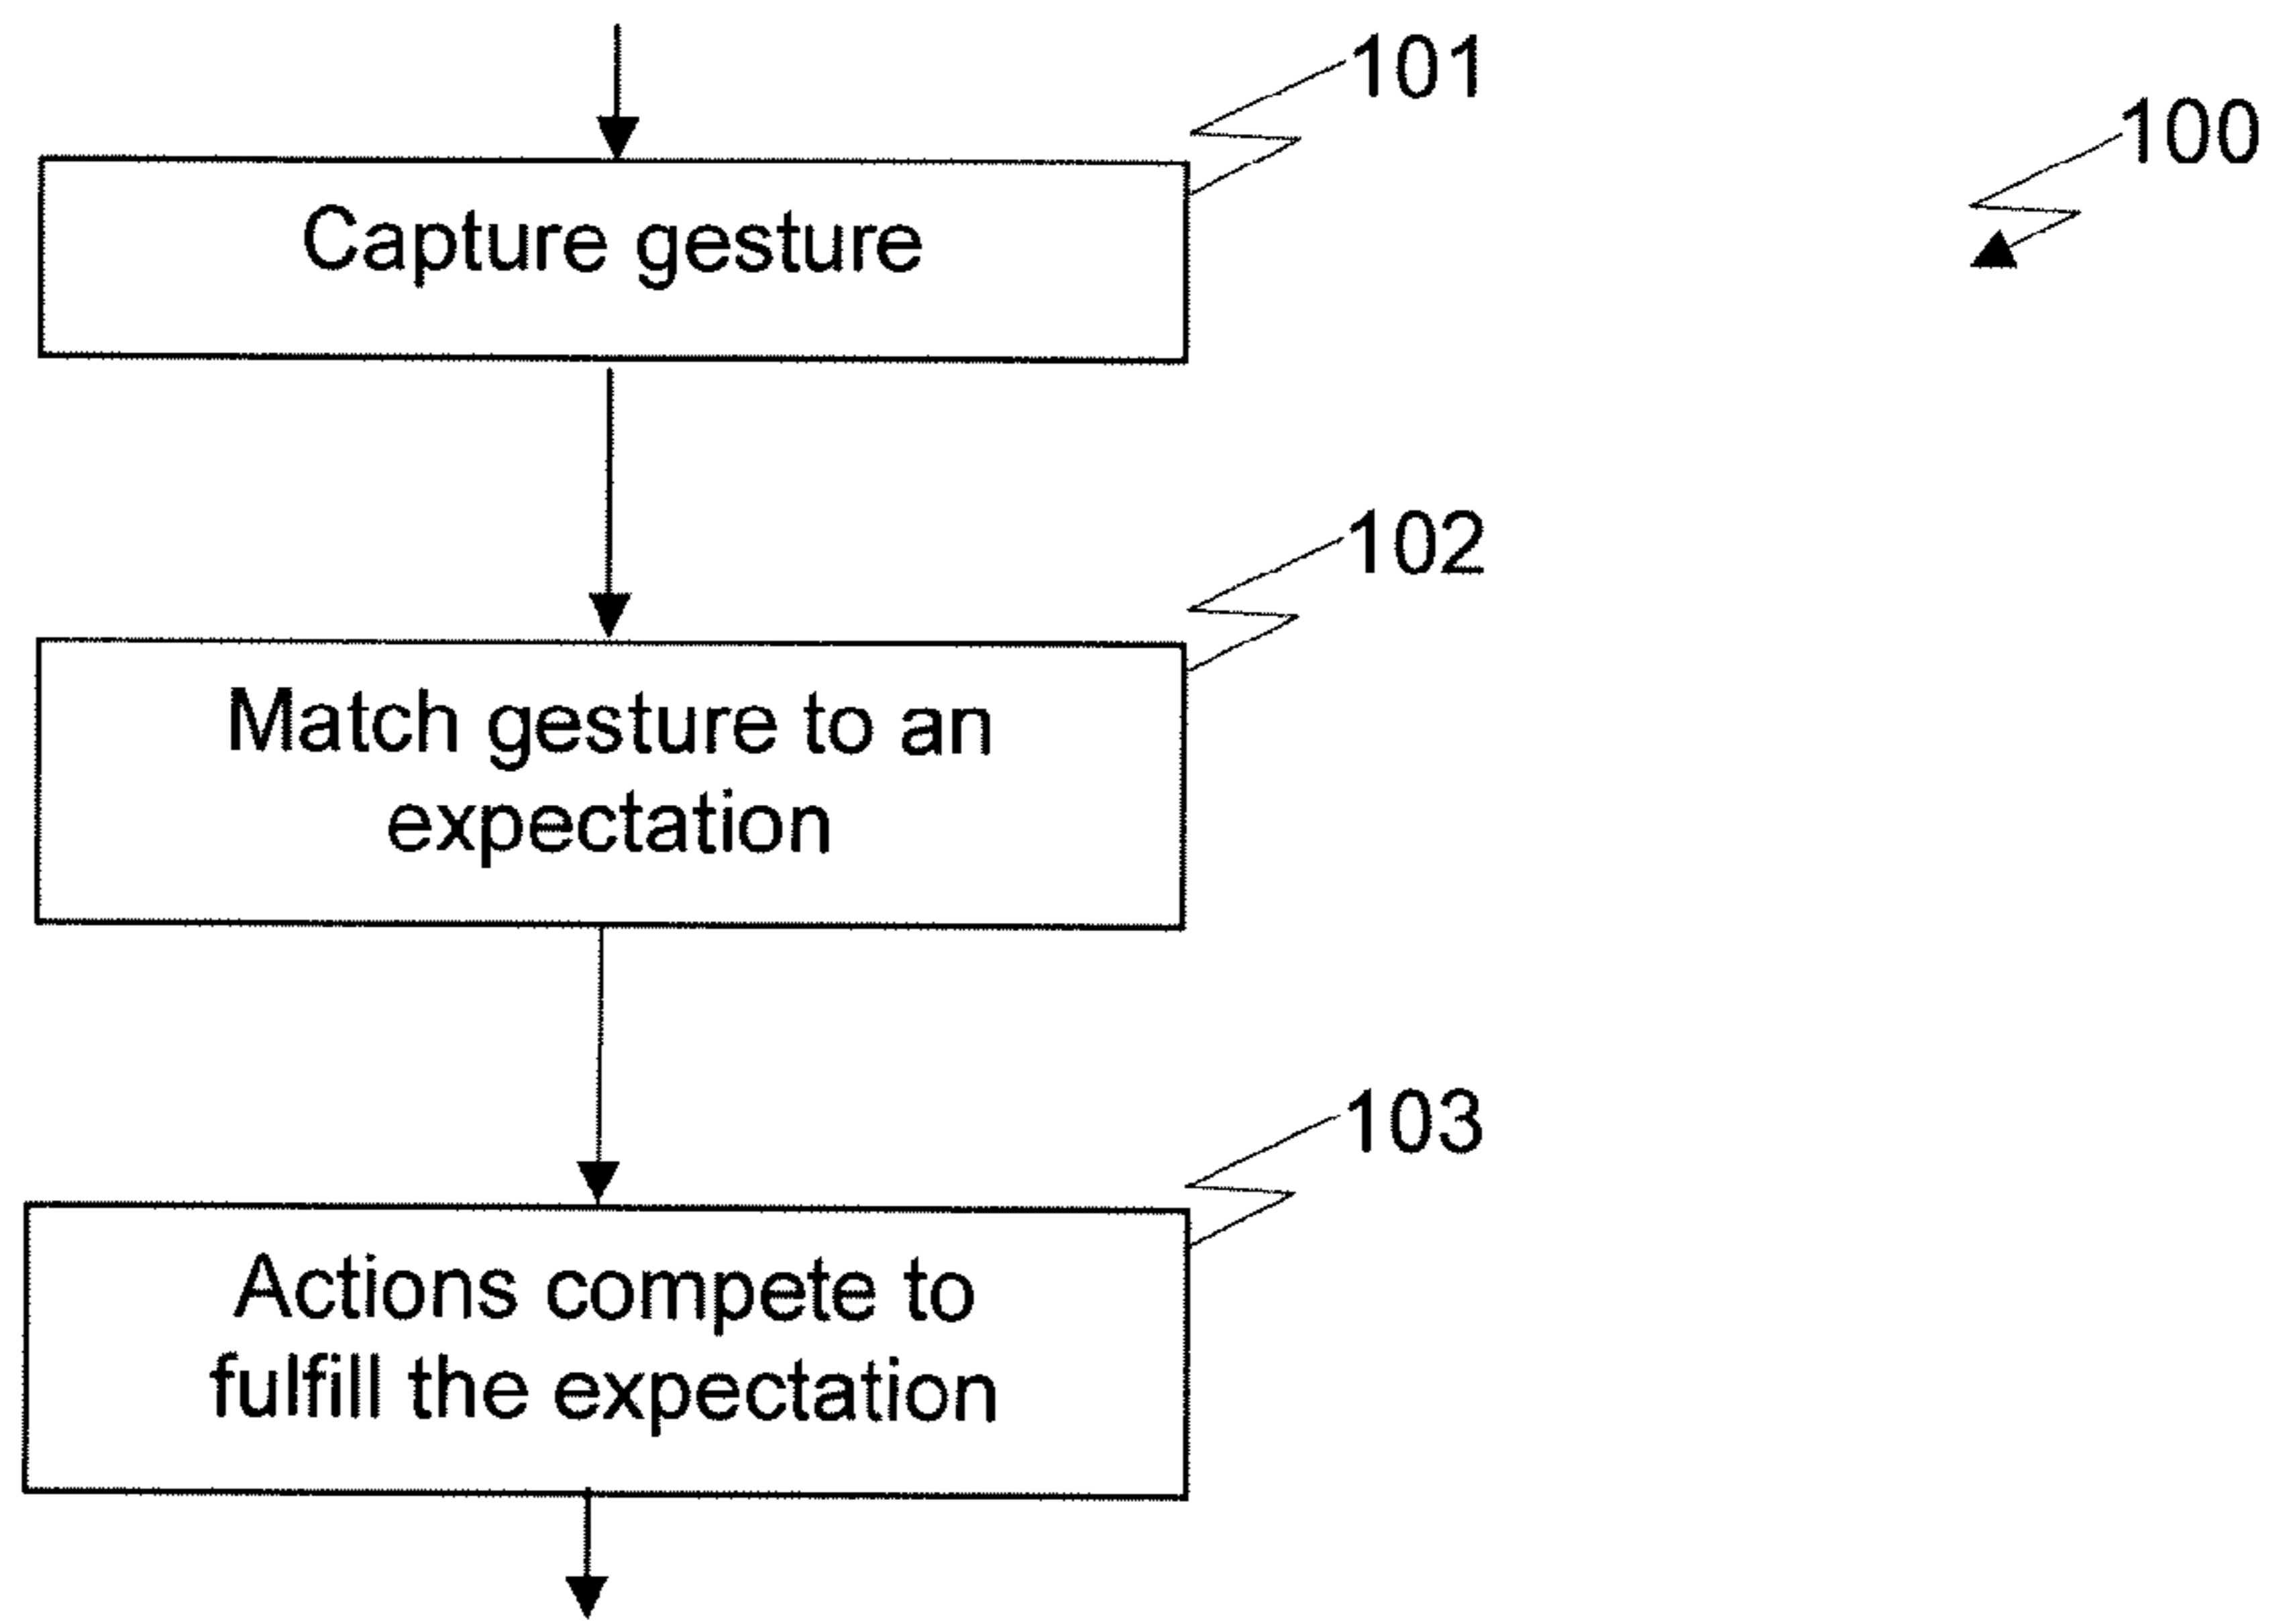 101
100
Capture gesture
102
Match gesture to an
expectation
103
Actions compete to
fulfill the expectation